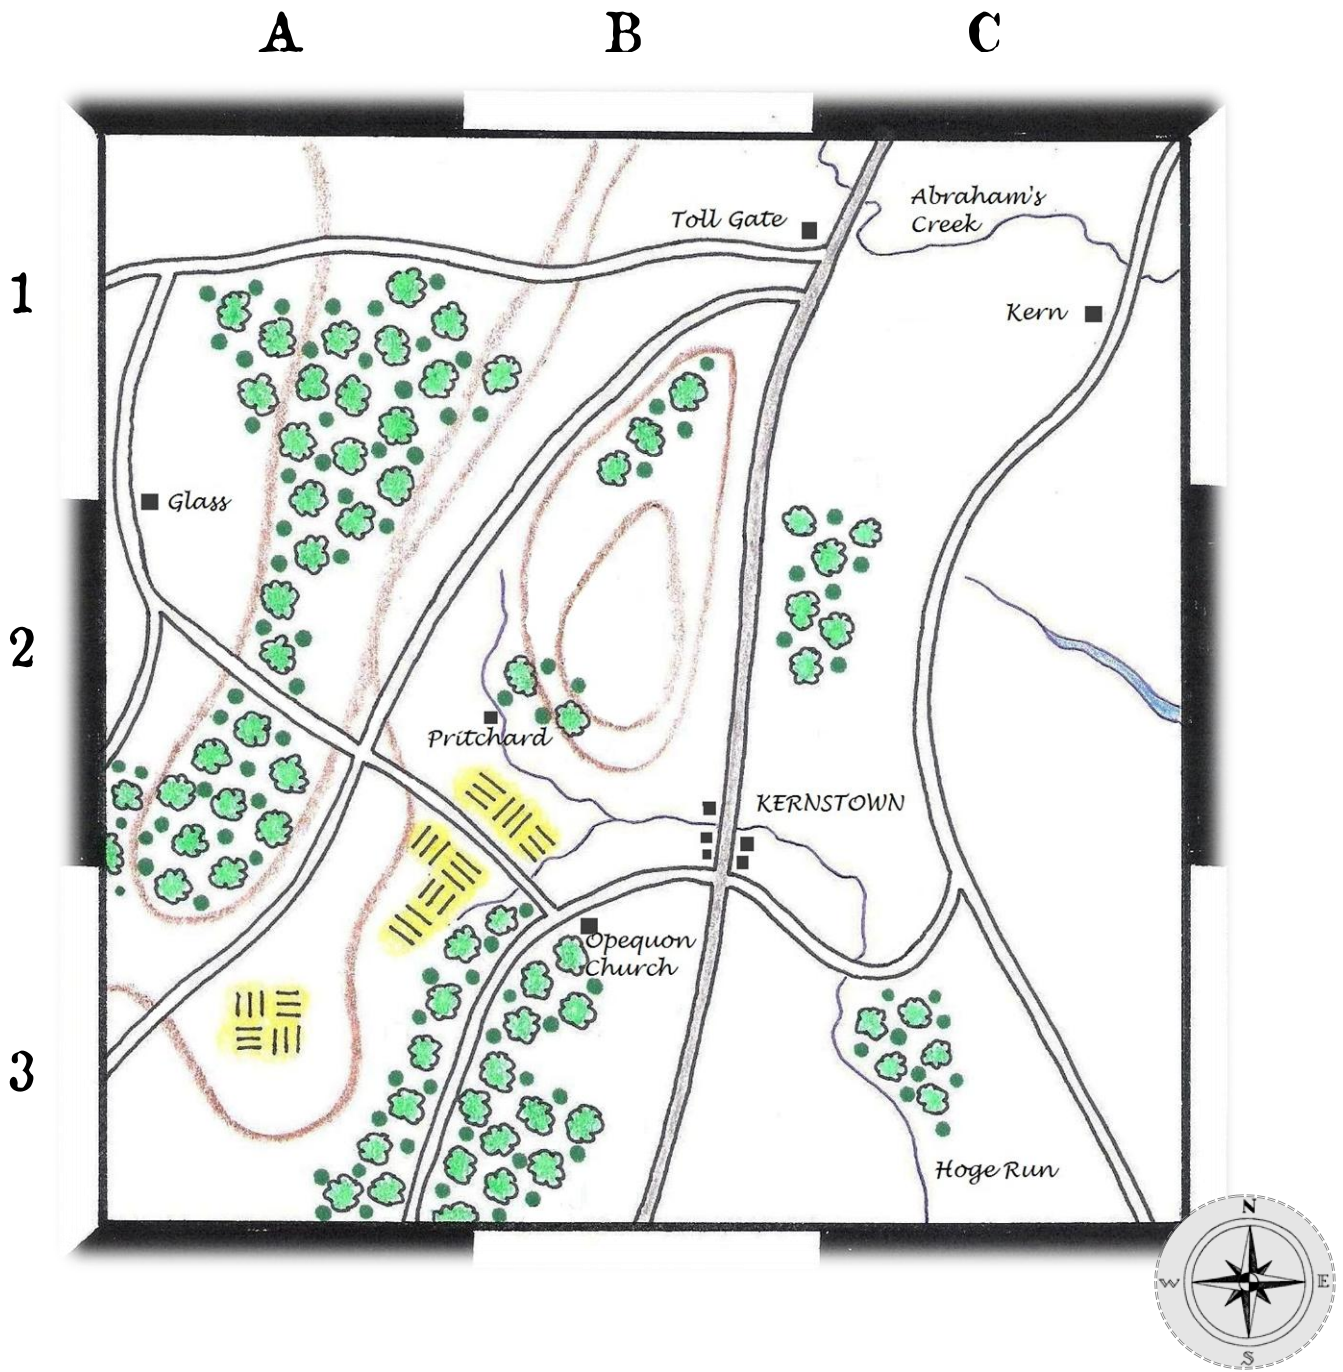 A B C
Abraham's
Creek
Toll Gate
1
Kern
Glass
2
Pritchard
KERNSTOWN
Opequon
Church
3
Hoge Run
N
W E
S